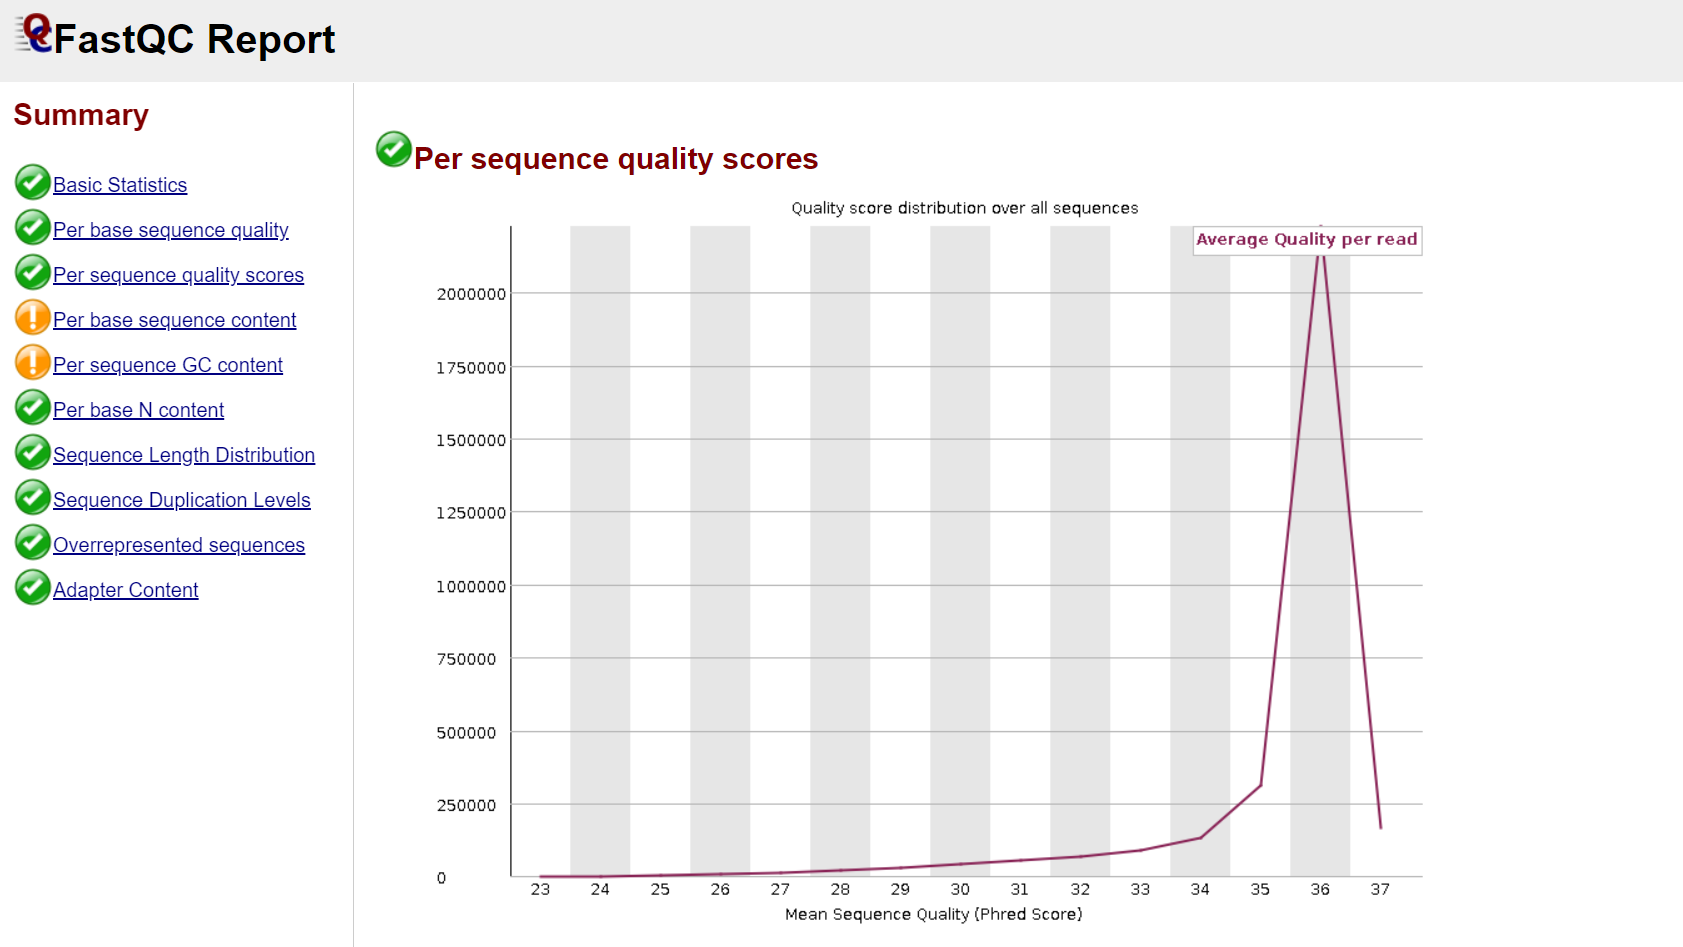 FastQC Report
Summary
Basic Statistics
Per base sequence quality
Per sequence quality scores
Per base sequence content
Per sequence GC content
Per base N content
Sequence Length Distribution
Sequence Duplication Levels
Overrepresented sequences
Adapter Content
Per sequence quality scores
Quality score distribution over all sequences
Average Quality per read
2000000
1750000
1500000
1250000
1000000
750000
500000
250000
0
23 24 25 26 27 28 29 30 31 32 33 34 35 36 37
Mean Sequence Quality (Phred Score)